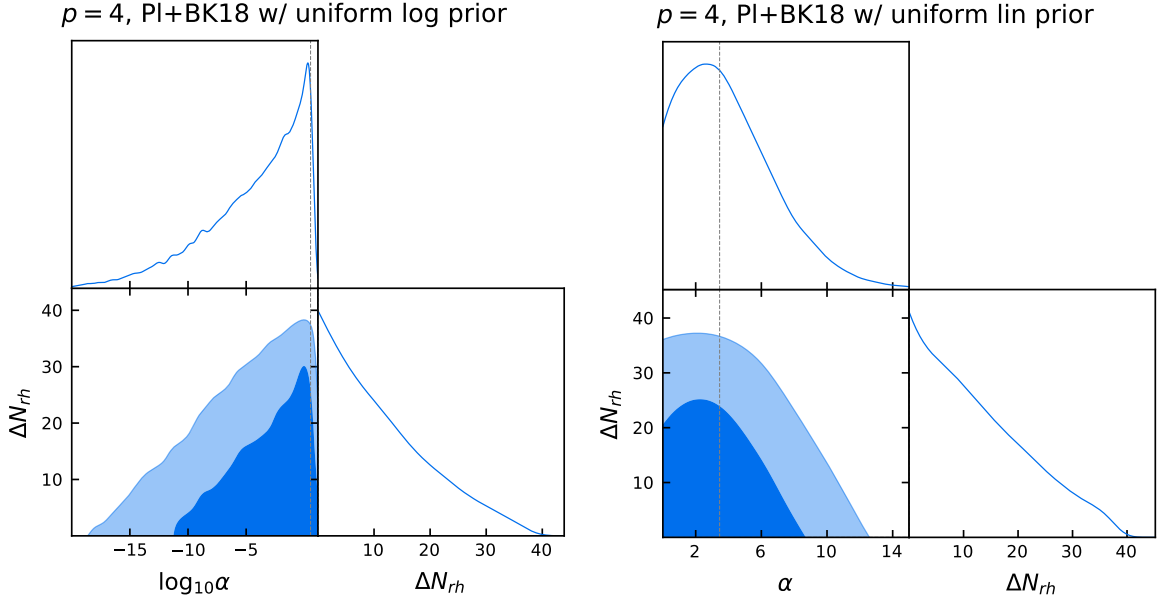 p = 4, Pl+BK18 w/ uniform log prior
40
30
20
10
ΔN_rh
−15 −10 −5
log₁₀α
10 20 30 40
ΔN_rh
p = 4, Pl+BK18 w/ uniform lin prior
40
30
20
10
ΔN_rh
2 6 10 14
α
10 20 30 40
ΔN_rh